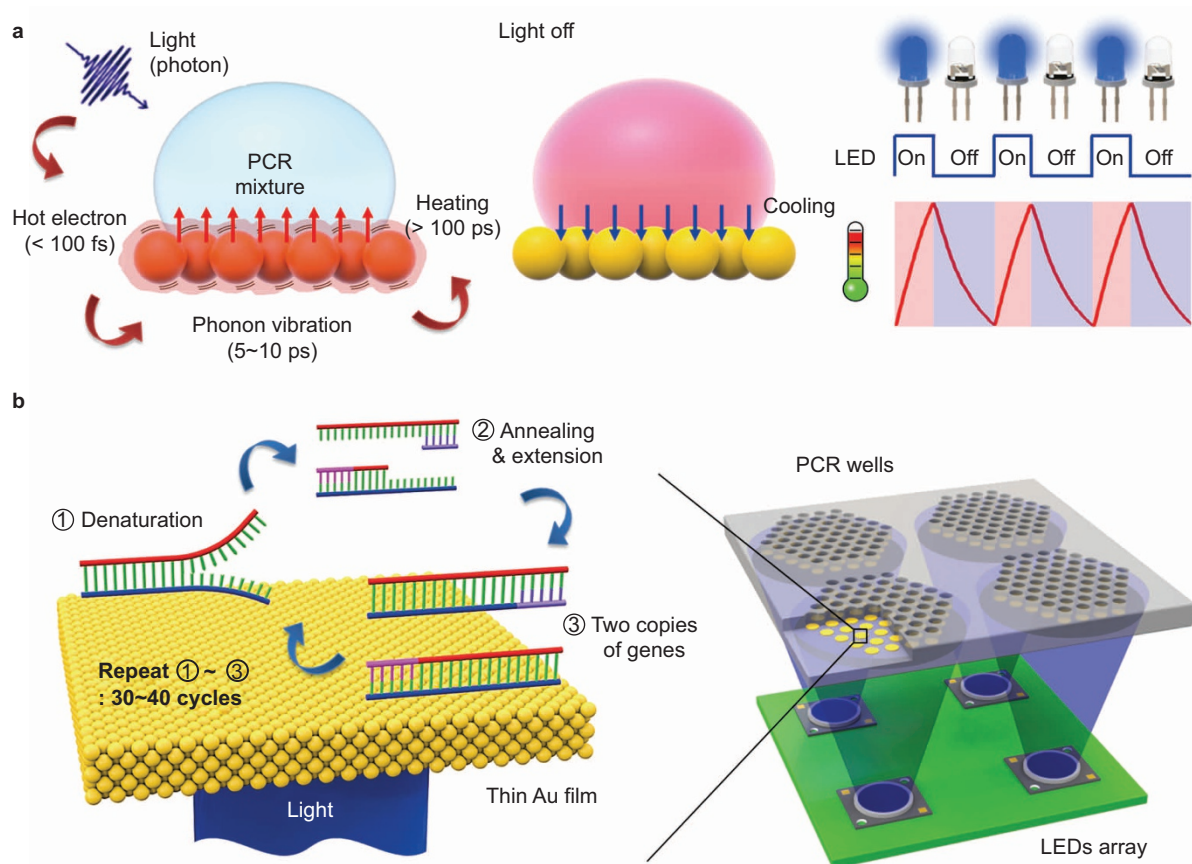 a
Light
(photon)
Light off
PCR
mixture
Hot electron
(< 100 fs)
Heating
(> 100 ps)
Phonon vibration
(5~10 ps)
Cooling
LED
On
Off
On
Off
On
Off
b
① Denaturation
② Annealing
& extension
③ Two copies
of genes
Repeat ① ~ ③
: 30~40 cycles
Light
Thin Au film
PCR wells
LEDs array